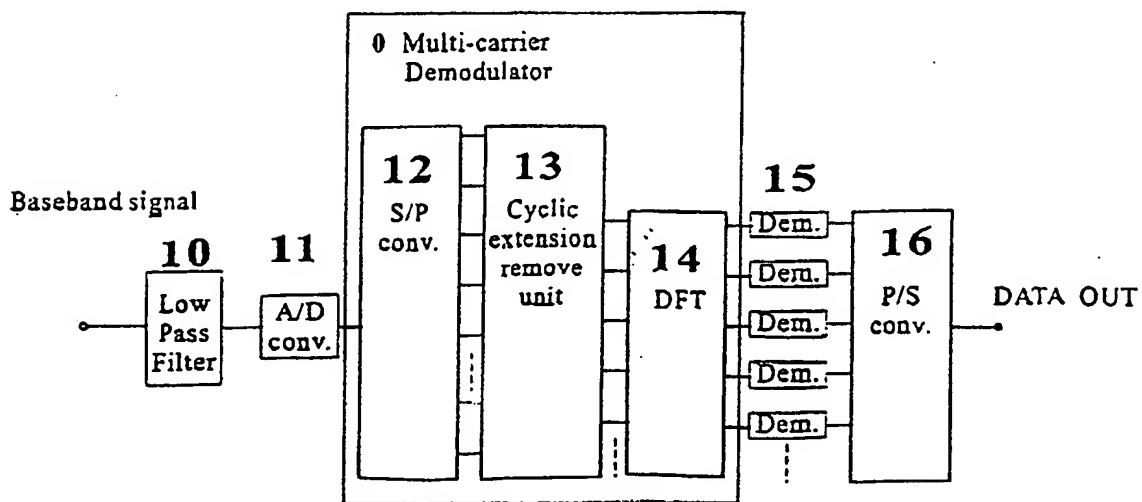 0 Multi-carrier
Demodulator
Baseband signal
10
Low
Pass
Filter
11
A/D
conv.
12
S/P
conv.
13
Cyclic
extension
remove
unit
14
DFT
15
Dem.
Dem.
Dem.
Dem.
Dem.
16
P/S
conv.
DATA OUT